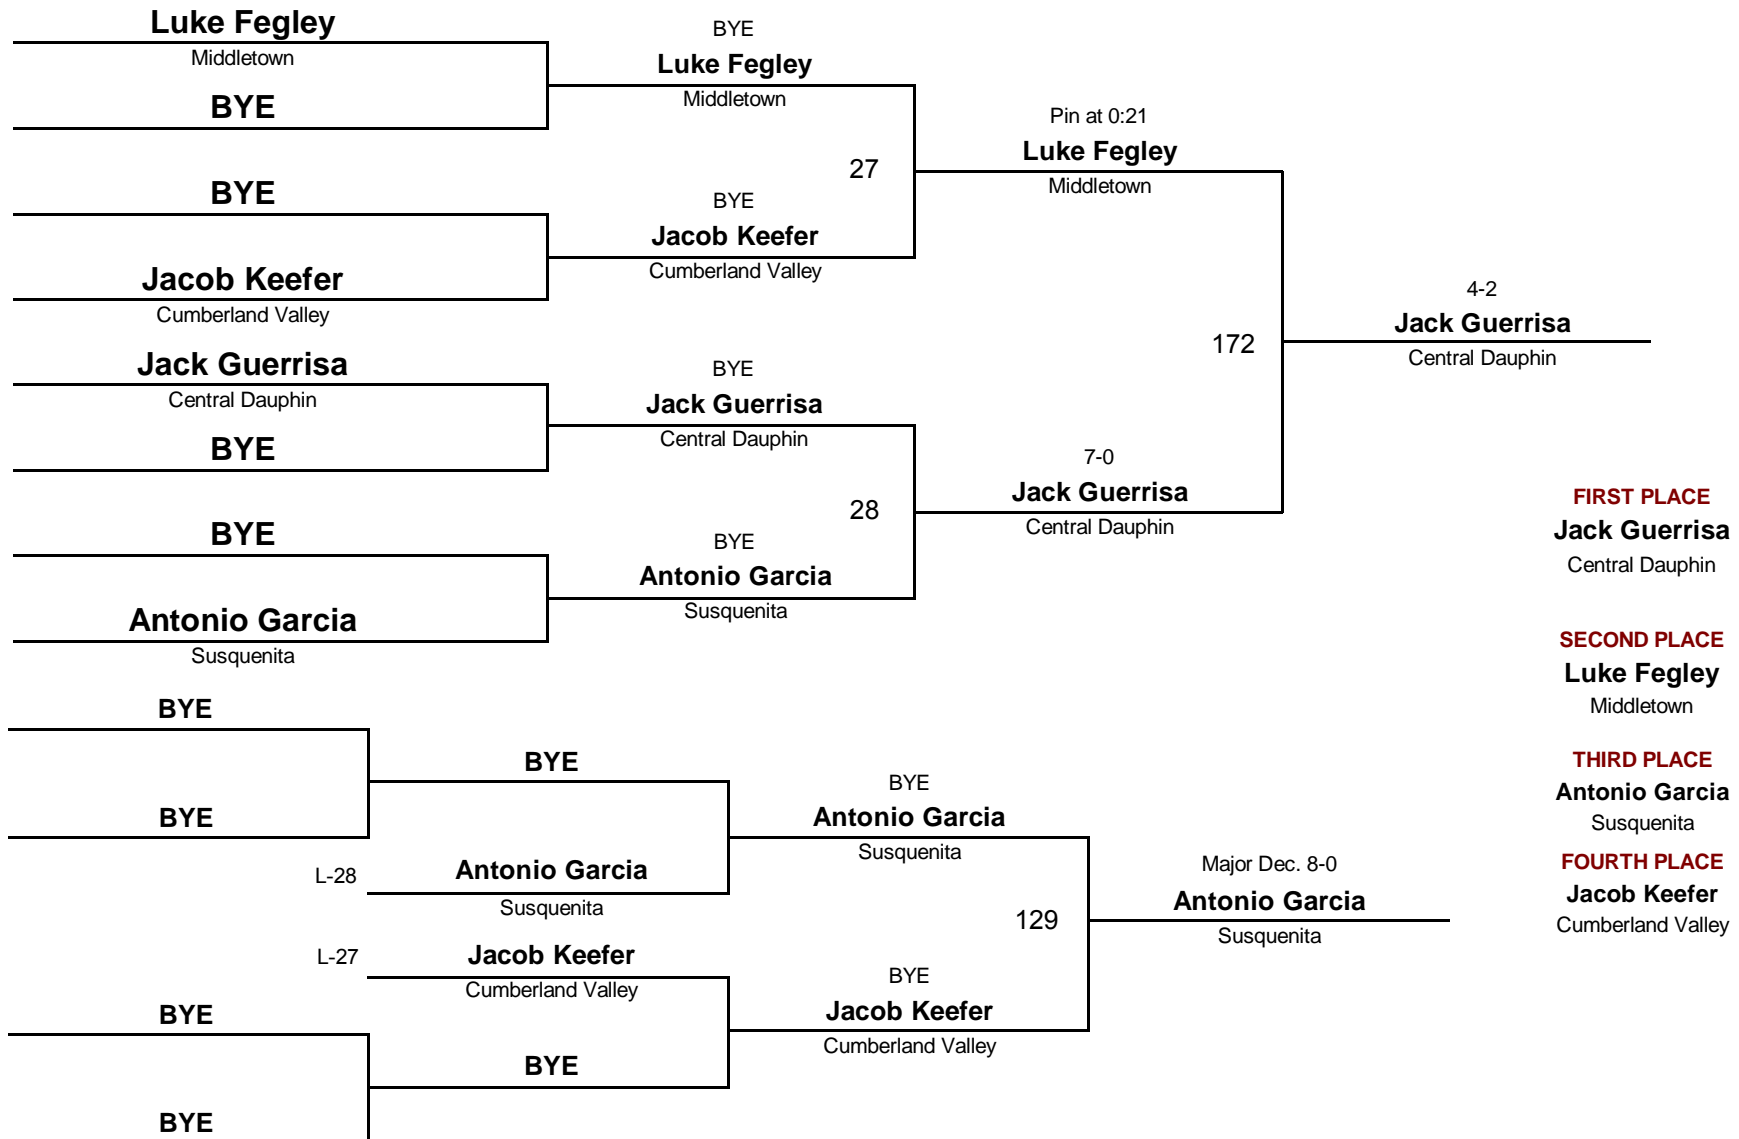 Luke Fegley
Middletown
BYE
BYE
Jacob Keefer
Cumberland Valley
Jack Guerrisa
Central Dauphin
BYE
BYE
Antonio Garcia
Susquenita
BYE
Luke Fegley
Middletown
27
BYE
Jacob Keefer
Cumberland Valley
BYE
Jack Guerrisa
Central Dauphin
28
BYE
Antonio Garcia
Susquenita
Pin at 0:21
Luke Fegley
Middletown
172
7-0
Jack Guerrisa
Central Dauphin
4-2
Jack Guerrisa
Central Dauphin
FIRST PLACE
Jack Guerrisa
Central Dauphin
SECOND PLACE
Luke Fegley
Middletown
THIRD PLACE
Antonio Garcia
Susquenita
FOURTH PLACE
Jacob Keefer
Cumberland Valley
BYE
BYE
BYE
BYE
BYE
L-28
Antonio Garcia
Susquenita
L-27
Jacob Keefer
Cumberland Valley
BYE
BYE
Antonio Garcia
Susquenita
129
BYE
Jacob Keefer
Cumberland Valley
Major Dec. 8-0
Antonio Garcia
Susquenita